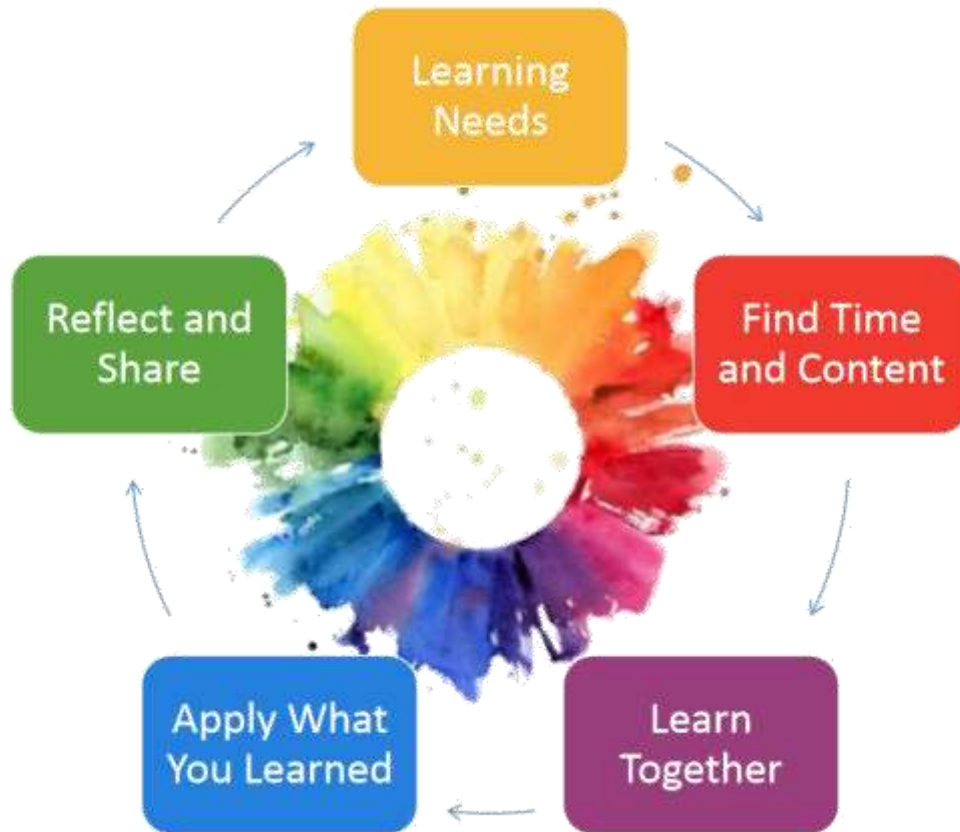 Learning
Needs
Find Time
and Content
Learn
Together
Apply What
You Learned
Reflect and
Share